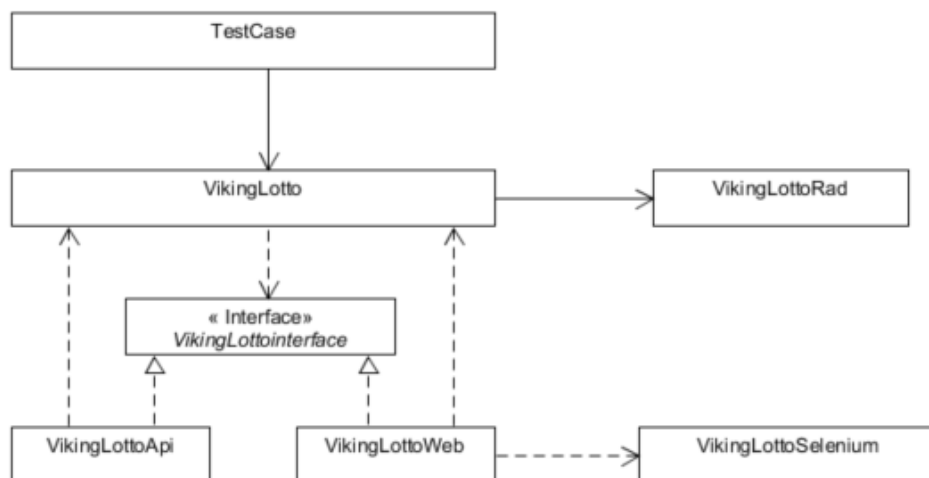 TestCase
VikingLotto
VikingLottoRad
« Interface»
VikingLottointerface
VikingLottoApi
VikingLottoWeb
VikingLottoSelenium